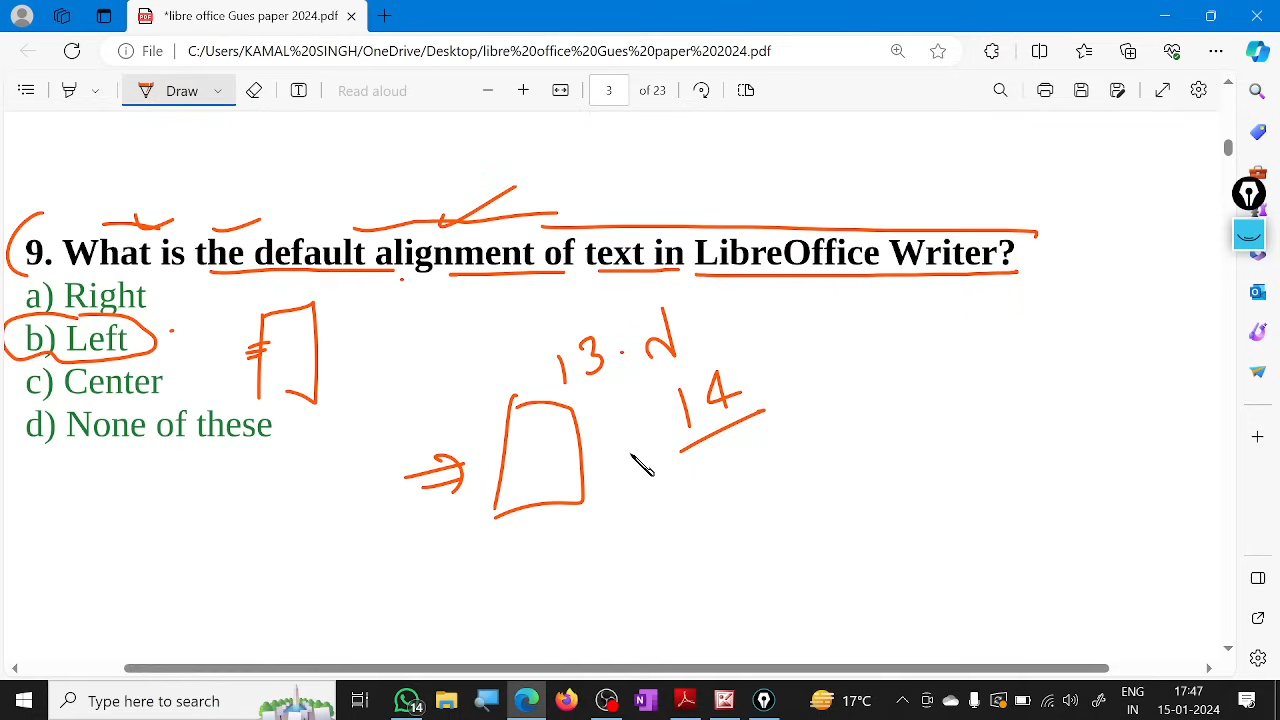 *libre office Gues paper 2024.pdf
File C:/Users/KAMAL%20SINGH/OneDrive/Desktop/libre%20office%20Gues%20paper%202024.pdf
Draw Read aloud 3 of 23
9. What is the default alignment of text in LibreOffice Writer?
a) Right
b) Left
c) Center
d) None of these
13.
14
Type here to search
14
17°C
ENG
IN
17:47
15-01-2024